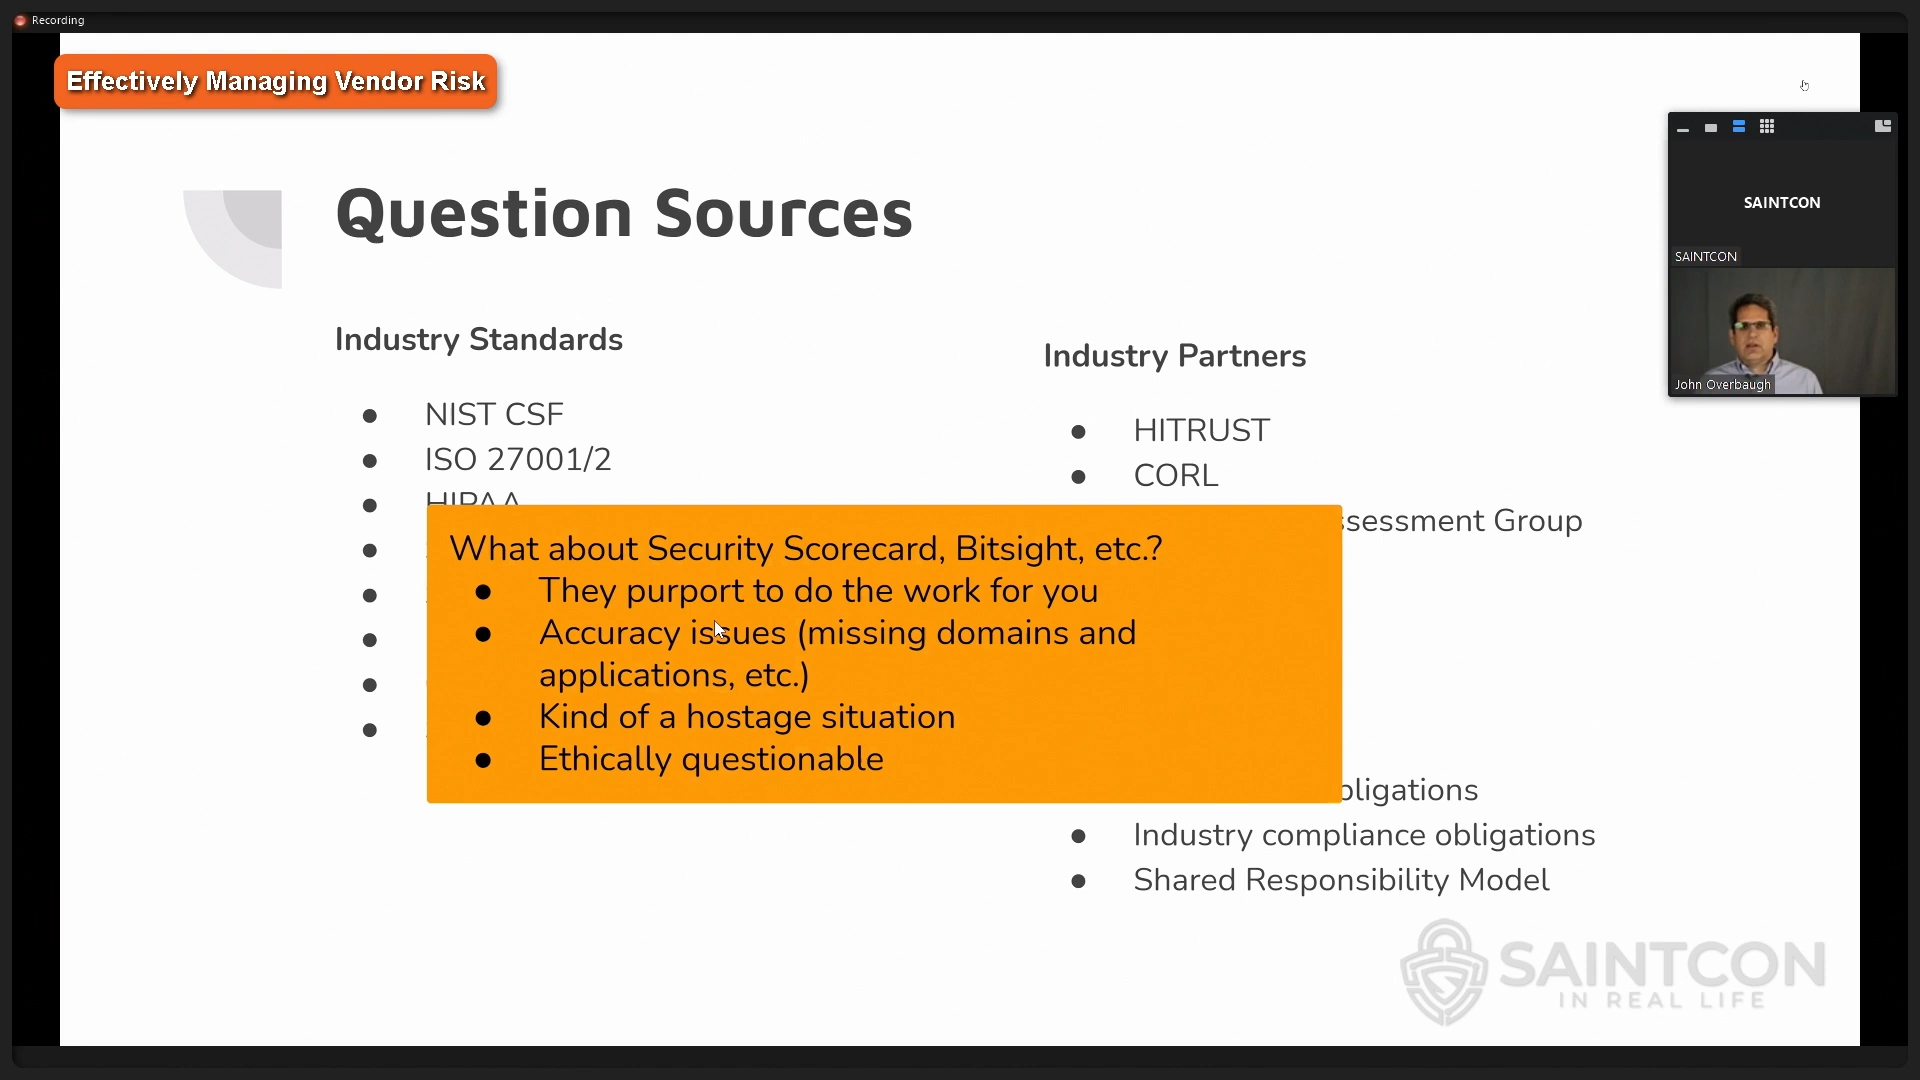 Recording
Effectively Managing Vendor Risk
SAINTCON
SAINTCON
John Overbaugh
Question Sources
Industry Standards
● NIST CSF
● ISO 27001/2
● HIPAA
Industry Partners
● HITRUST
● CORL
ssessment Group
What about Security Scorecard, Bitsight, etc.?
● They purport to do the work for you
● Accuracy issues (missing domains and
applications, etc.)
● Kind of a hostage situation
● Ethically questionable
bligations
● Industry compliance obligations
● Shared Responsibility Model
SAINTCON
IN REAL LIFE